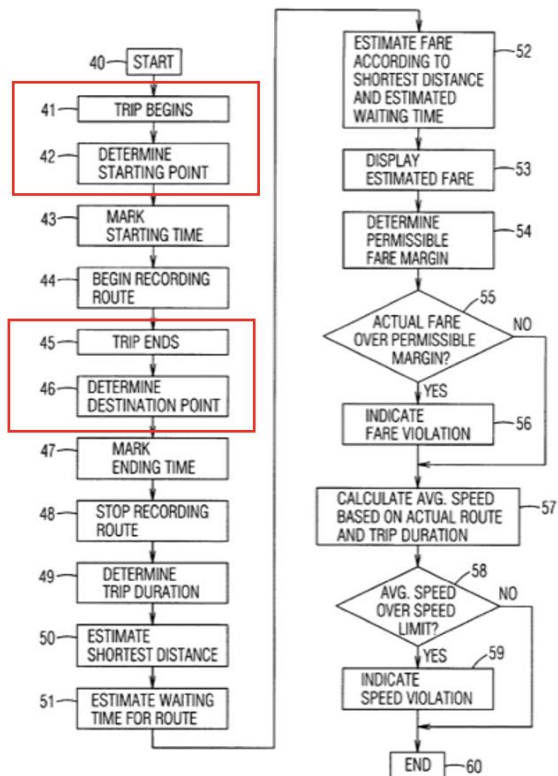 40 START
41 TRIP BEGINS
42 DETERMINE
STARTING POINT
43 MARK
STARTING TIME
44 BEGIN RECORDING
ROUTE
45 TRIP ENDS
46 DETERMINE
DESTINATION POINT
47 MARK
ENDING TIME
48 STOP RECORDING
ROUTE
49 DETERMINE
TRIP DURATION
50 ESTIMATE
SHORTEST DISTANCE
51 ESTIMATE WAITING
TIME FOR ROUTE
ESTIMATE FARE 52
ACCORDING TO
SHORTEST DISTANCE
AND ESTIMATED
WAITING TIME
DISPLAY 53
ESTIMATED FARE
DETERMINE 54
PERMISSIBLE
FARE MARGIN
55
ACTUAL FARE NO
OVER PERMISSIBLE
MARGIN?
YES
INDICATE 56
FARE VIOLATION
CALCULATE AVG. SPEED 57
BASED ON ACTUAL ROUTE
AND TRIP DURATION
58
AVG. SPEED NO
OVER SPEED
LIMIT?
YES 59
INDICATE
SPEED VIOLATION
END 60